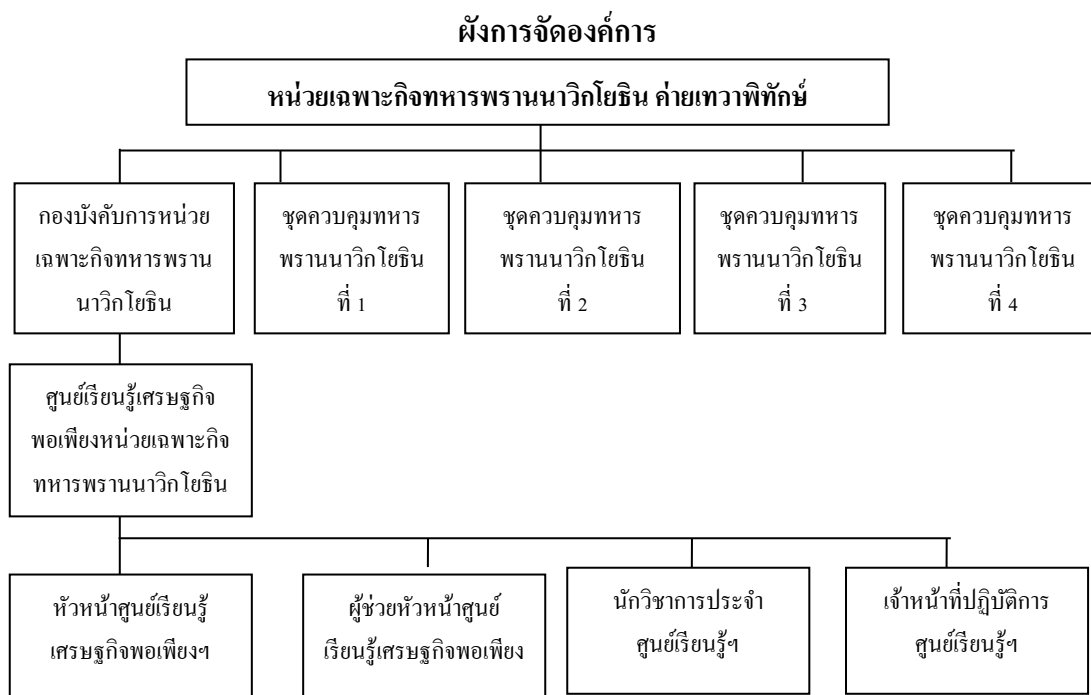 ผังการจัดองค์การ
หน่วยเฉพาะกิจทหารพรานนาวิกโยธิน ค่ายเทวาพิทักษ์
กองบังคับการหน่วย
เฉพาะกิจทหารพราน
นาวิกโยธิน
ชุดควบคุมทหาร
พรานนาวิกโยธิน
ที่ 1
ชุดควบคุมทหาร
พรานนาวิกโยธิน
ที่ 2
ชุดควบคุมทหาร
พรานนาวิกโยธิน
ที่ 3
ชุดควบคุมทหาร
พรานนาวิกโยธิน
ที่ 4
ศูนย์เรียนรู้เศรษฐกิจ
พอเพียงหน่วยเฉพาะกิจ
ทหารพรานนาวิกโยธิน
หัวหน้าศูนย์เรียนรู้
เศรษฐกิจพอเพียงฯ
ผู้ช่วยหัวหน้าศูนย์
เรียนรู้เศรษฐกิจพอเพียง
นักวิชาการประจำ
ศูนย์เรียนรู้ฯ
เจ้าหน้าที่ปฏิบัติการ
ศูนย์เรียนรู้ฯ